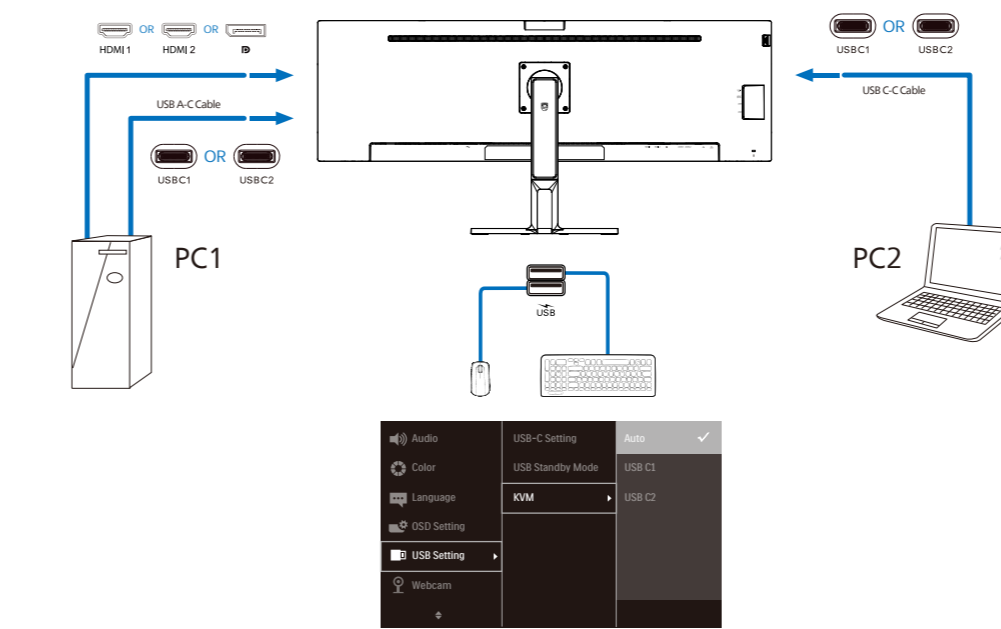 OR OR
HDMI 1 HDMI 2
USB A-C Cable
OR
USBC1 USBC2
PC1
OR
USBC1 USBC2
USB C-C Cable
PC2
USB
Audio
Color
Language
OSD Setting
USB Setting
Webcam
USB-C Setting
USB Standby Mode
KVM
Auto
USB C1
USB C2